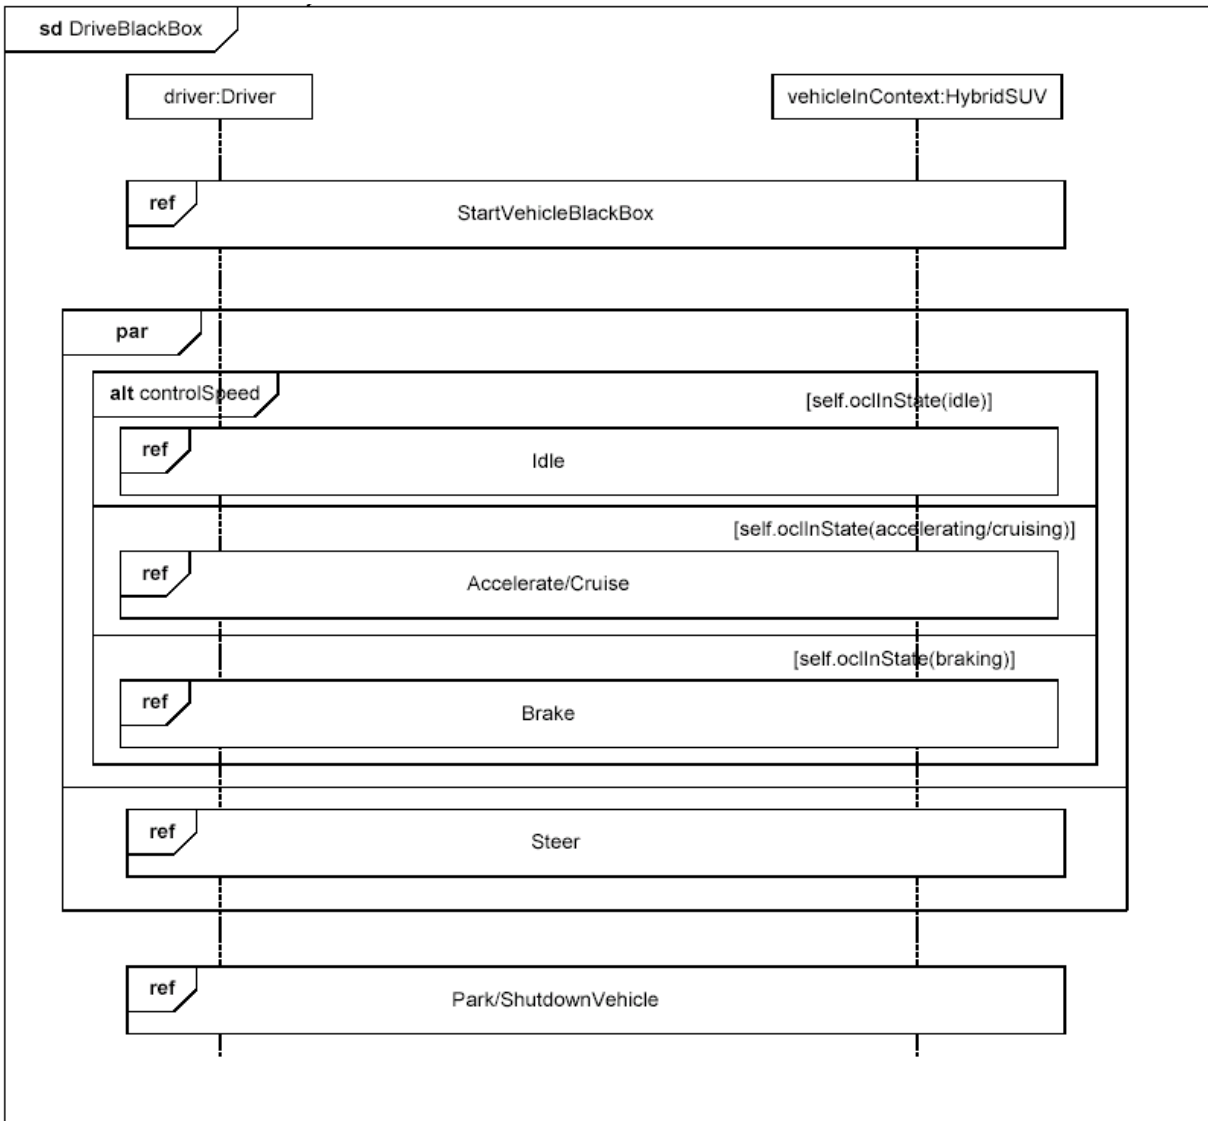 sd DriveBlackBox
driver:Driver
vehicleInContext:HybridSUV
ref
StartVehicleBlackBox
par
alt controlSpeed
[self.oclInState(idle)]
ref
Idle
[self.oclInState(accelerating/cruising)]
ref
Accelerate/Cruise
[self.oclInState(braking)]
ref
Brake
ref
Steer
ref
Park/ShutdownVehicle